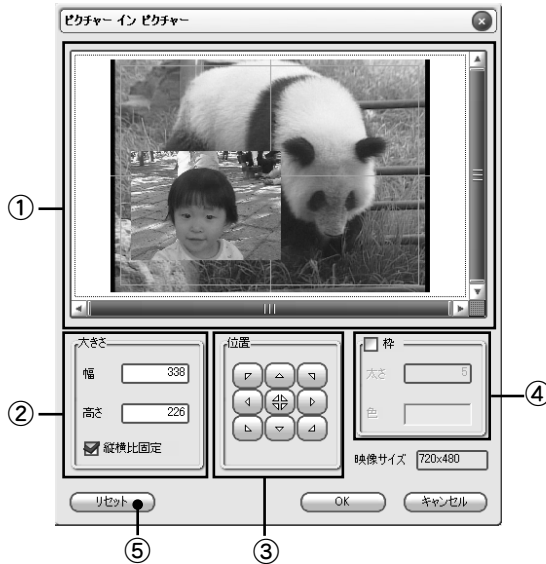 ピクチャー イン ピクチャー
①
大きさ
幅 338
高さ 226
縦横比固定
②
位置
③
枠
太さ 5
色
④
映像サイズ 720x480
リセット
OK
キャンセル
⑤